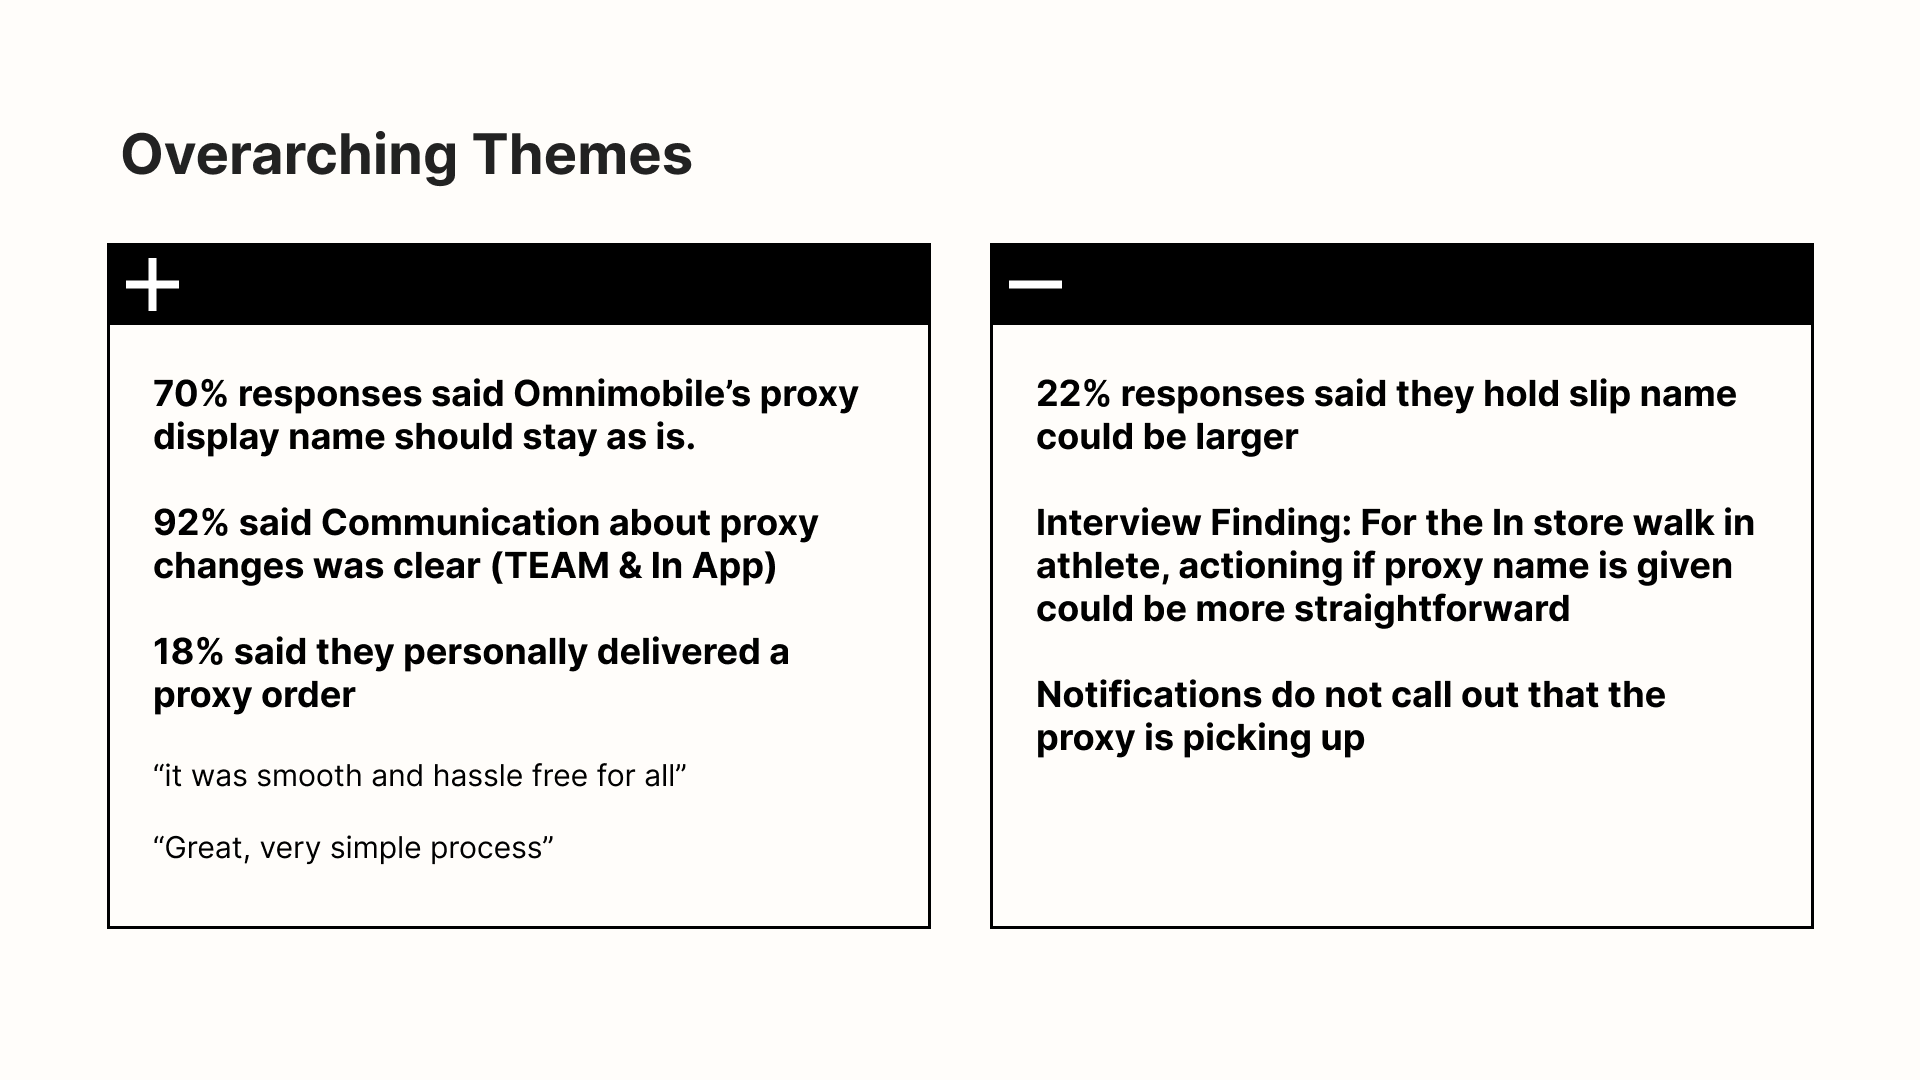 Overarching Themes
70% responses said Omnimobile’s proxy
display name should stay as is.
92% said Communication about proxy
changes was clear (TEAM & In App)
18% said they personally delivered a
proxy order
“it was smooth and hassle free for all”
“Great, very simple process”
22% responses said they hold slip name
could be larger
Interview Finding: For the In store walk in
athlete, actioning if proxy name is given
could be more straightforward
Notifications do not call out that the
proxy is picking up